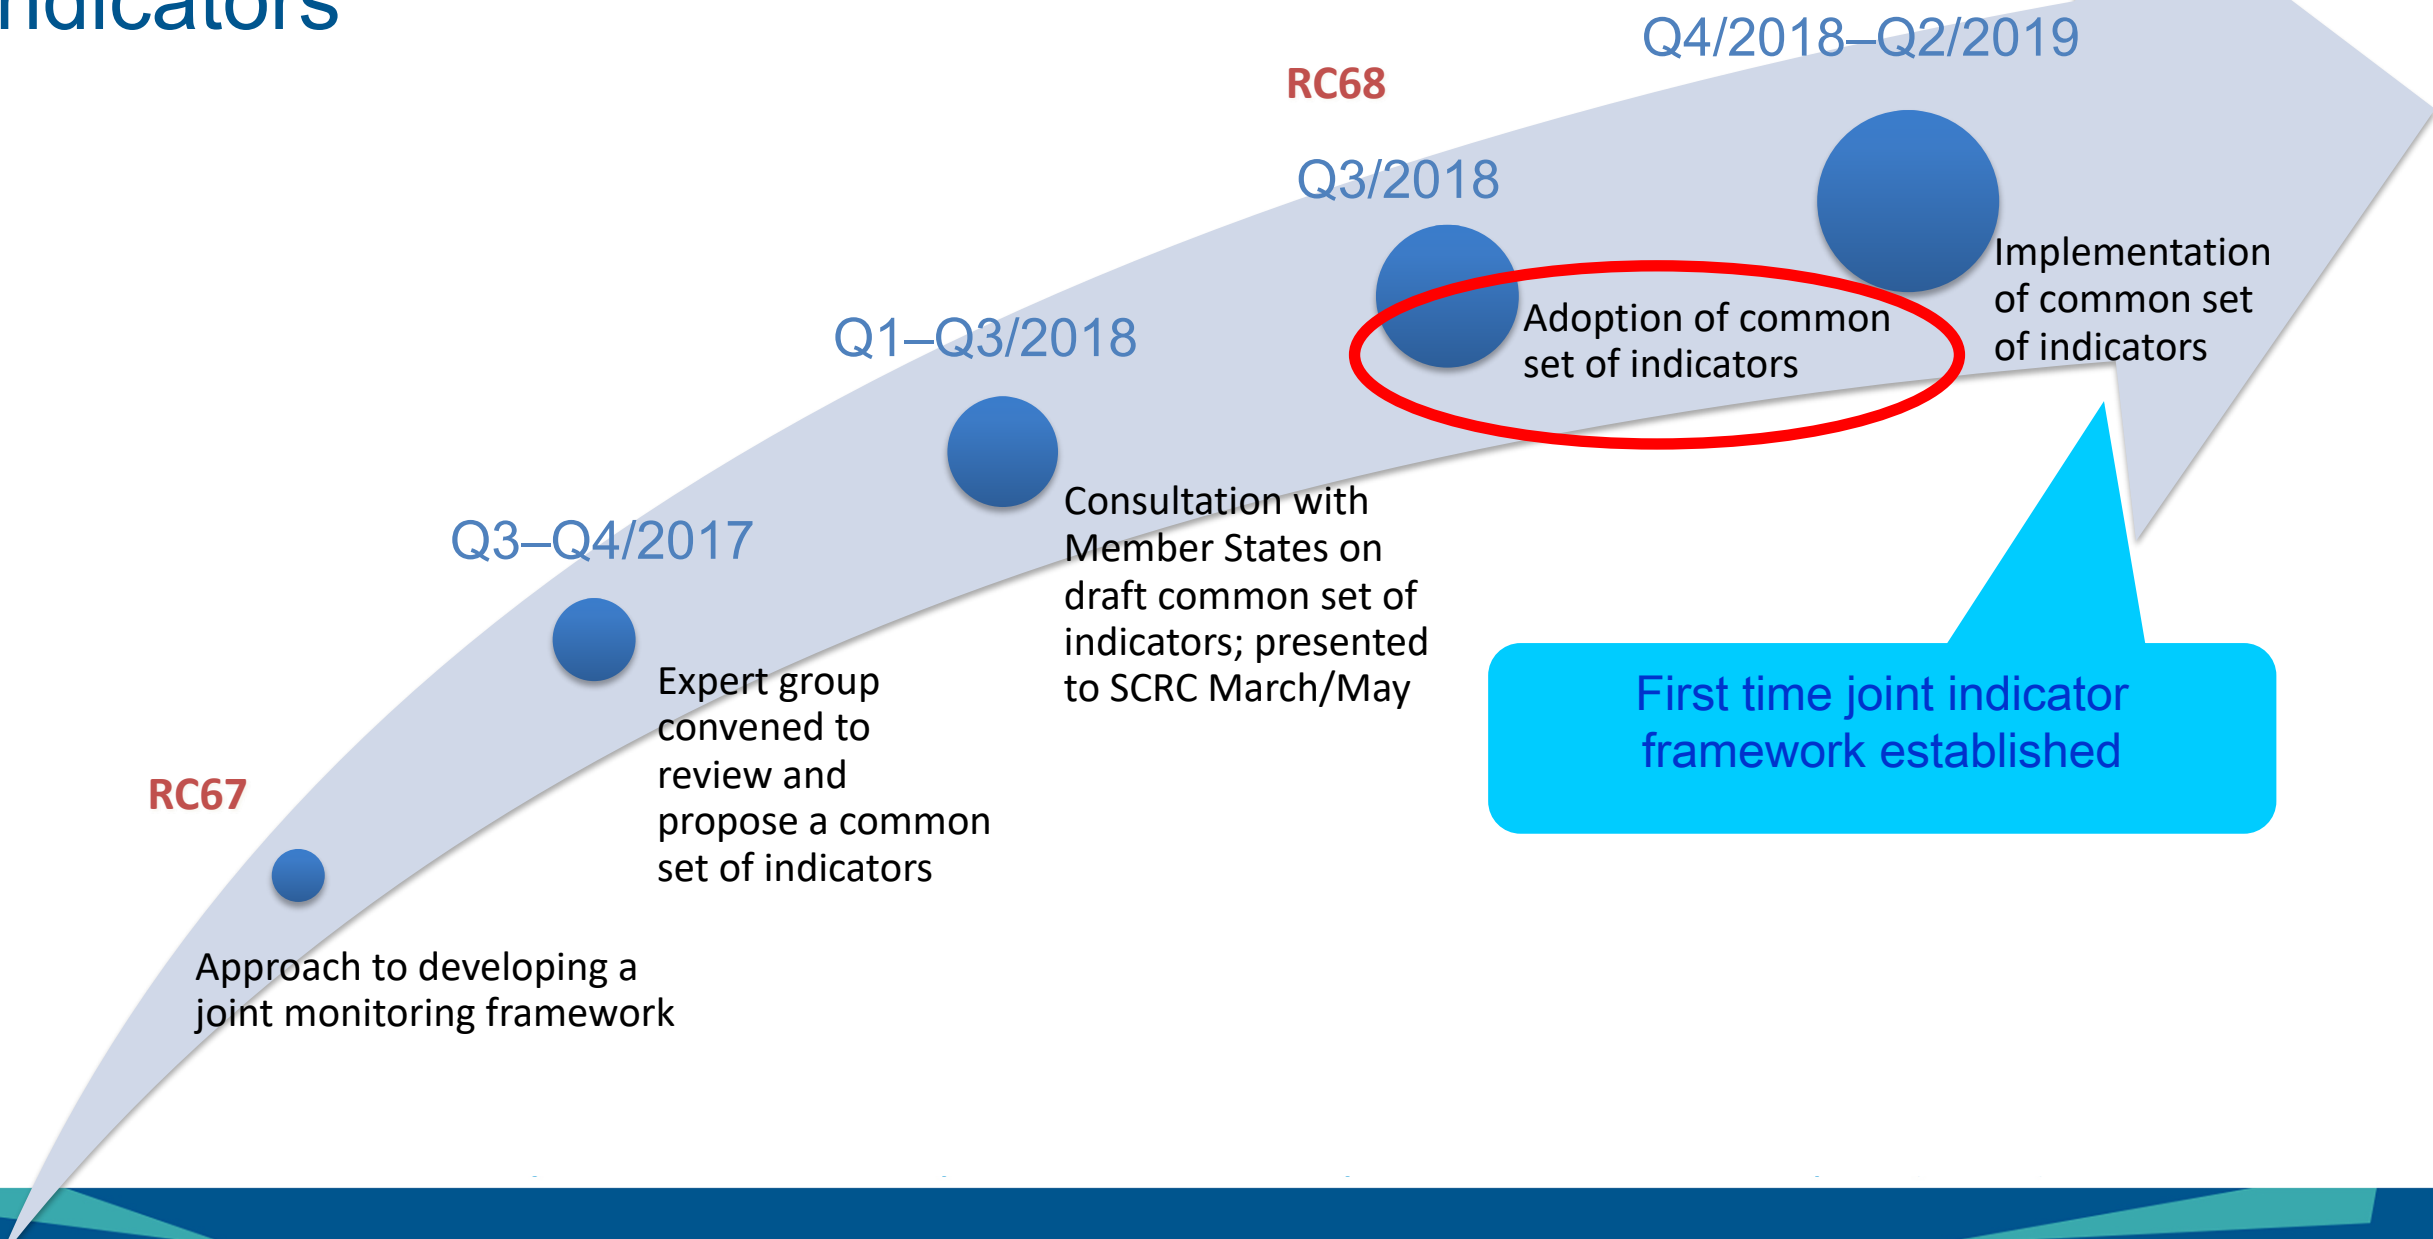 ndicators
Q4/2018–Q2/2019
RC68
Q3/2018
Implementation
of common set
of indicators
Adoption of common
set of indicators
Q1–Q3/2018
Consultation with
Member States on
draft common set of
indicators; presented
to SCRC March/May
Q3–Q4/2017
Expert group
convened to
review and
propose a common
set of indicators
First time joint indicator
framework established
RC67
Approach to developing a
joint monitoring framework